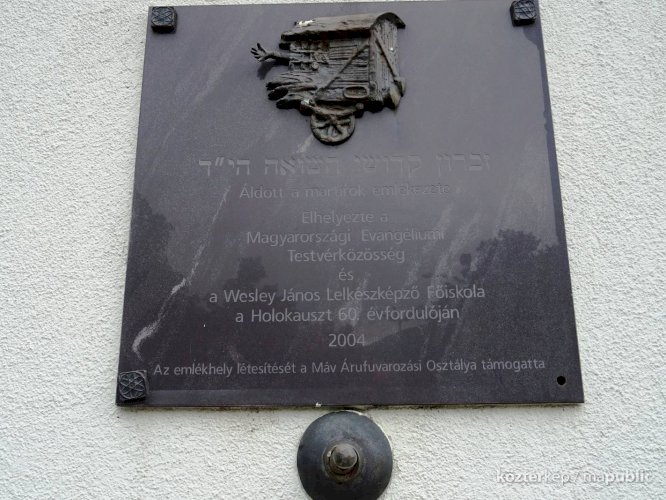 זכרון קדושי השואה הי"ד
Áldott a mártírok emlékezete
Elhelyezte a
Magyarországi Evangéliumi
Testvérközösség
és
a Wesley János Lelkészképző Főiskola
a Holokauszt 60. évfordulóján
2004
Az emlékhely létesítését a Máv Árufuvarozási Osztálya támogatta
kozterkep/mapublic